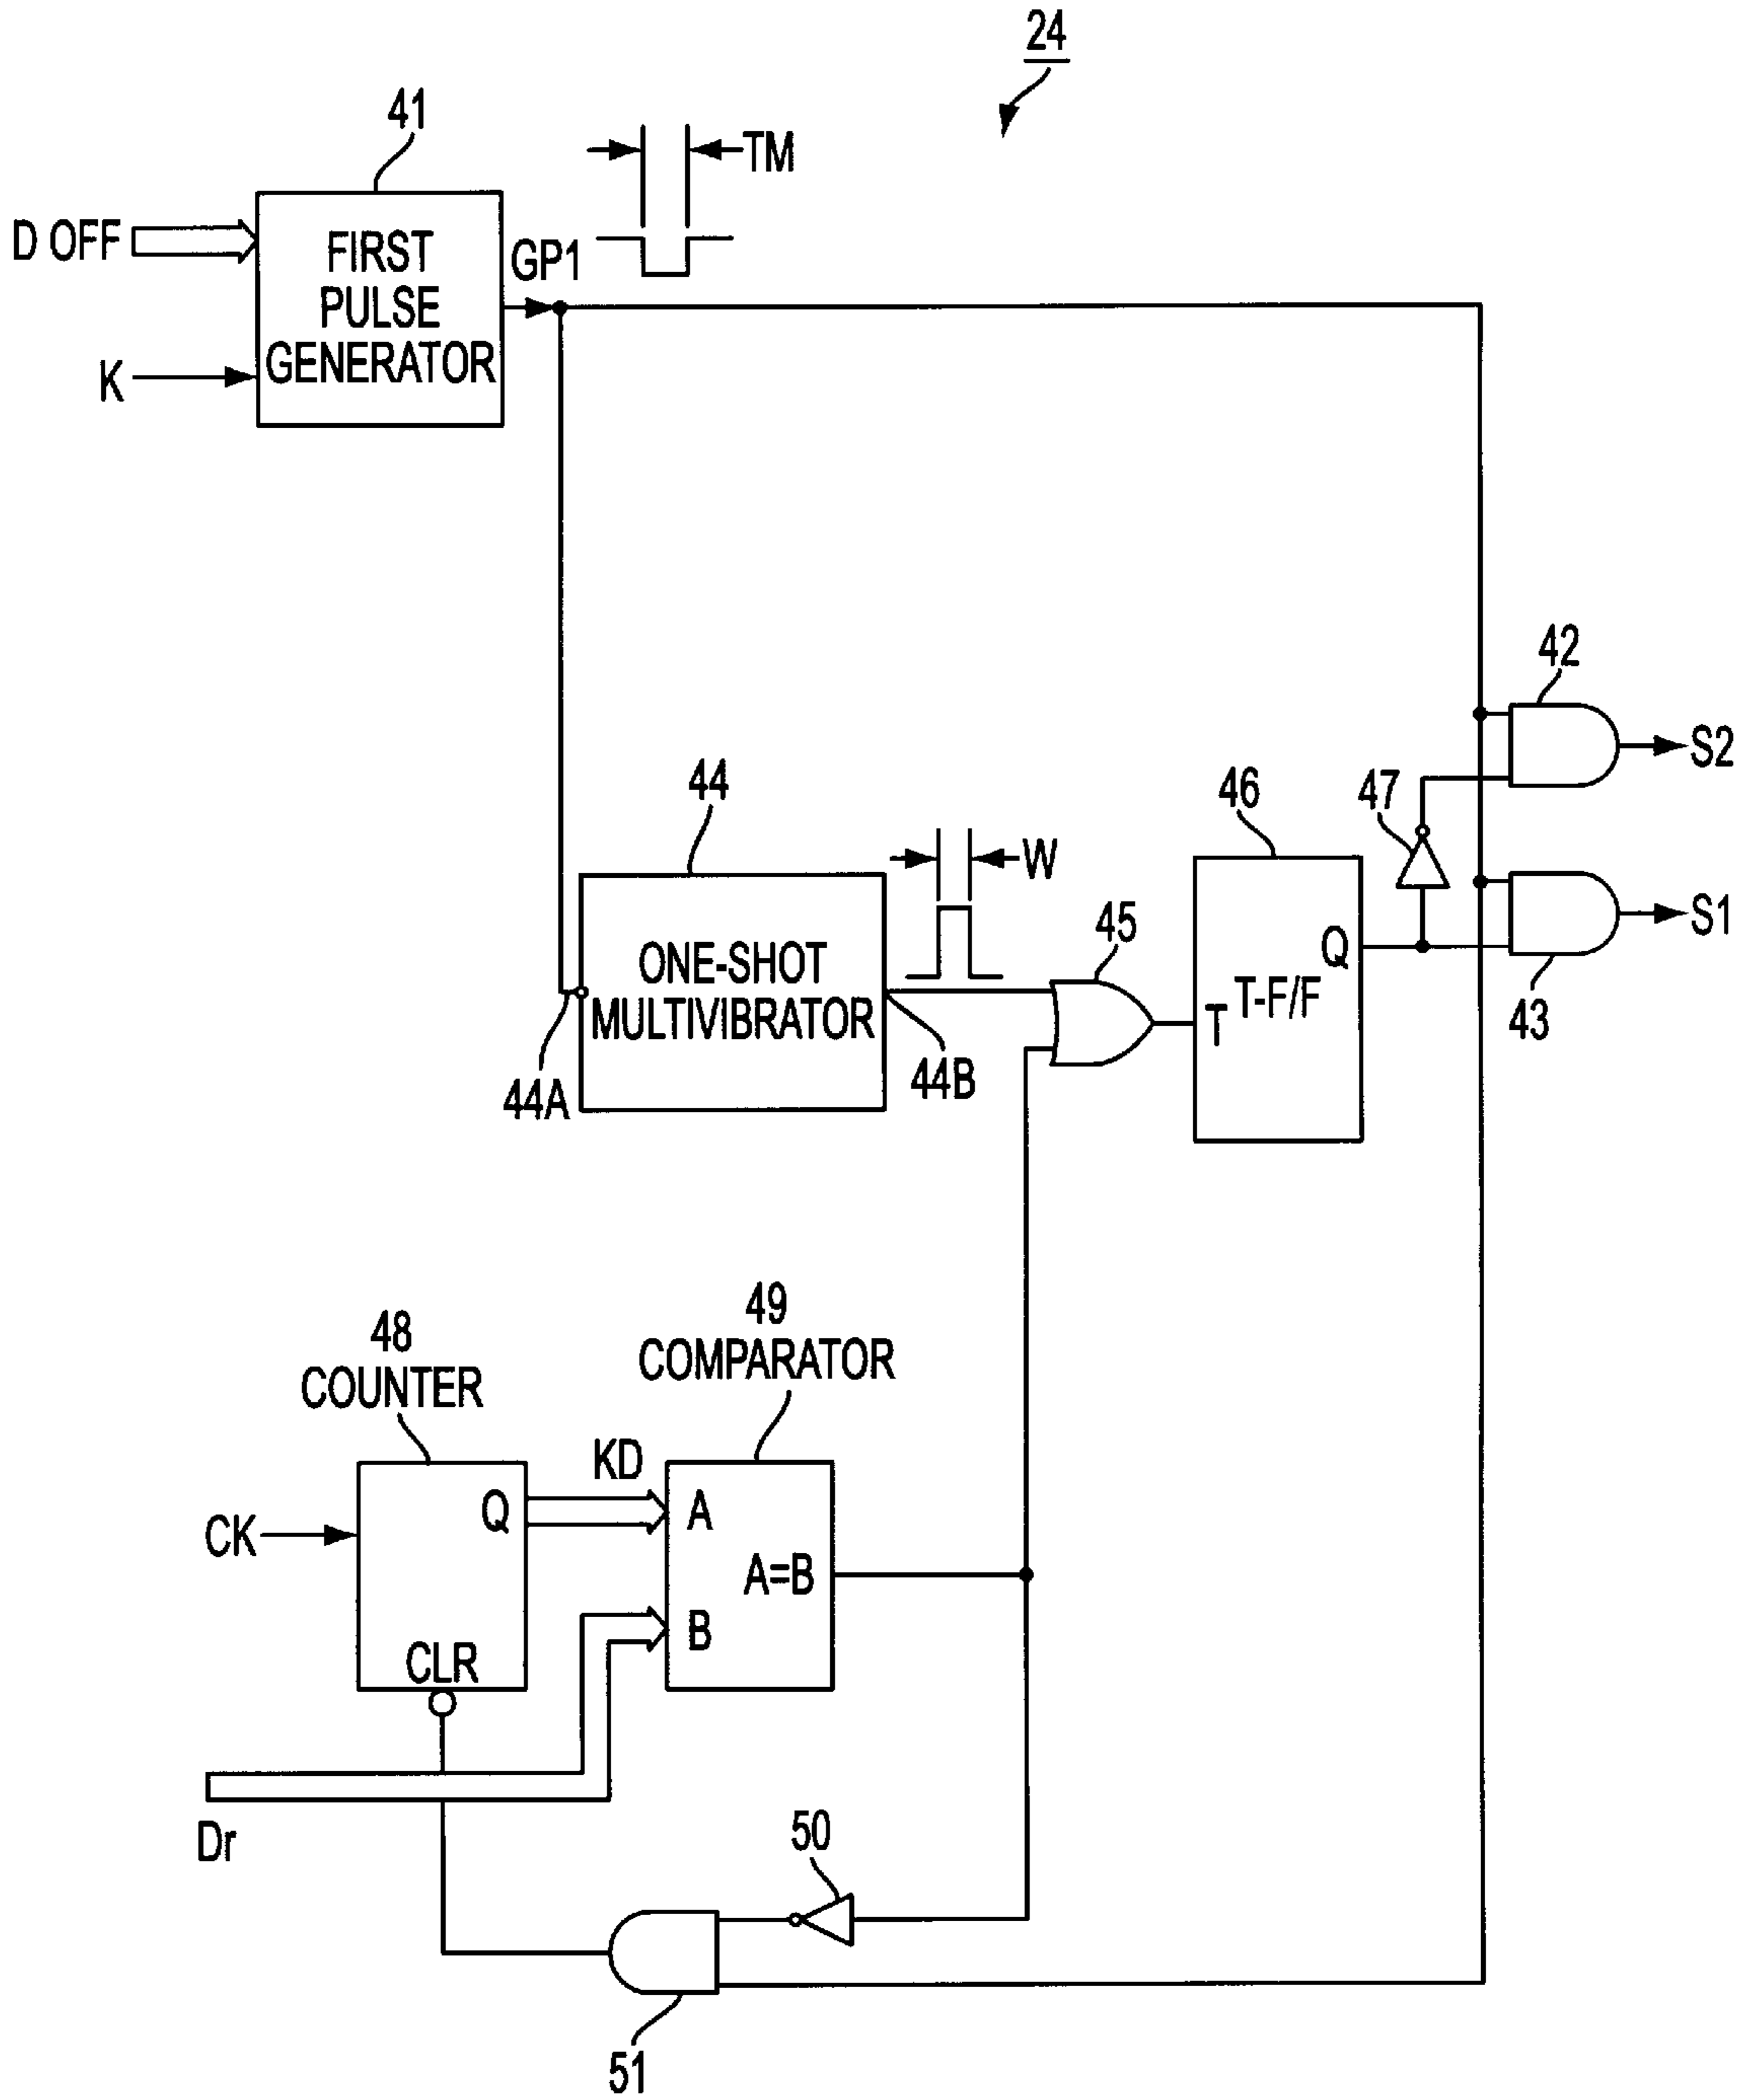 24
41
TM
D OFF
FIRST
PULSE
GENERATOR
GP1
K
42
S2
44
46
47
W
45
S1
ONE-SHOT
MULTIVIBRATOR
Q
T T-F/F
43
44A
44B
49
48
COMPARATOR
COUNTER
KD
Q
A
CK
A=B
B
CLR
Dr
50
51